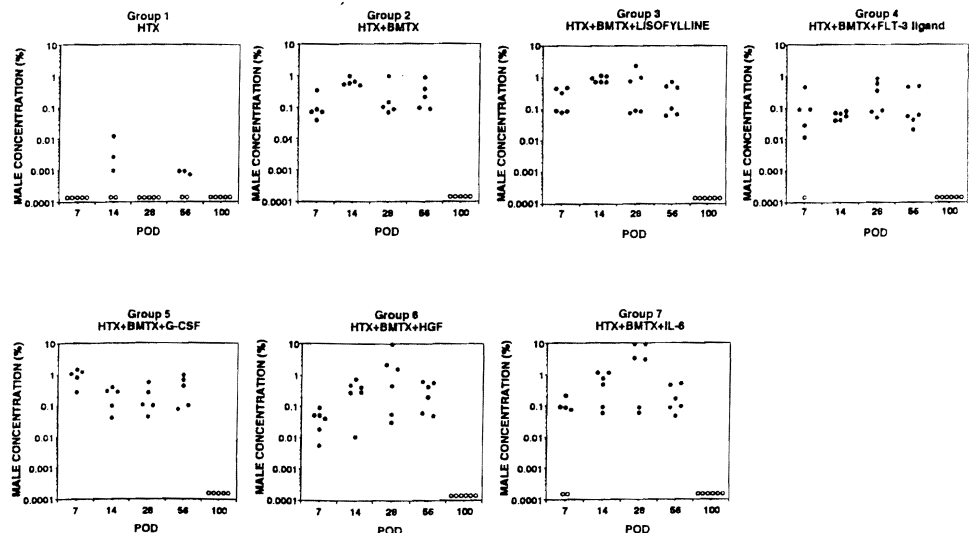 Group 1
HTX
MALE CONCENTRATION (%)
10
1
0.1
0.01
0.001
0.0001
7 14 28 56 100
POD
Group 2
HTX+BMTX
MALE CONCENTRATION (%)
10
1
0.1
0.04
0.001
0.0001
7 14 28 56 100
POD
Group 3
HTX+BMTX+LISOFYLLINE
MALE CONCENTRATION (%)
10
1
0.1
0.01
0.001
0.0001
7 14 28 56 100
POD
Group 4
HTX+BMTX+FLT-3 ligand
MALE CONCENTRATION (%)
10
1
0.1
0.01
0.001
0.0001
7 14 28 56 100
POD
Group 5
HTX+BMTX+G-CSF
MALE CONCENTRATION (%)
10
1
0.1
0.01
0.001
0.0001
7 14 28 56 100
POD
Group 6
HTX+BMTX+HGF
MALE CONCENTRATION (%)
10
1
0.1
0.01
0.001
0.0001
7 14 28 56 100
POD
Group 7
HTX+BMTX+IL-6
MALE CONCENTRATION (%)
10
1
0.1
0.01
0.001
0.0001
7 14 28 56 100
POD